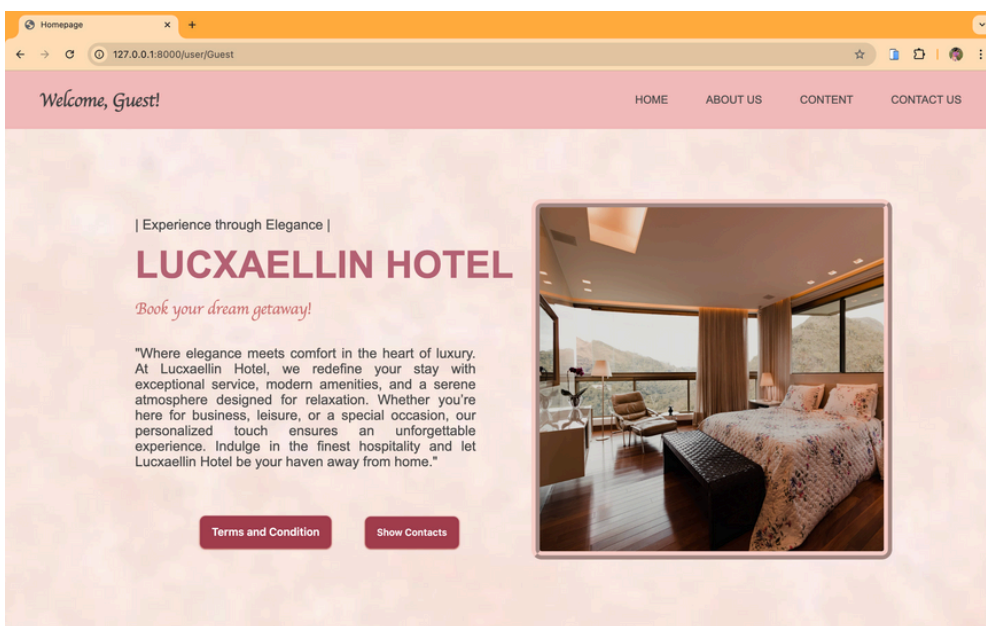 Homepage
127.0.0.1:8000/user/Guest
Welcome, Guest!
HOME ABOUT US CONTENT CONTACT US
| Experience through Elegance |
LUCXAELLIN HOTEL
Book your dream getaway!
"Where elegance meets comfort in the heart of luxury.
At Lucxaellin Hotel, we redefine your stay with
exceptional service, modern amenities, and a serene
atmosphere designed for relaxation. Whether you're
here for business, leisure, or a special occasion, our
personalized touch ensures an unforgettable
experience. Indulge in the finest hospitality and let
Lucxaellin Hotel be your haven away from home."
Terms and Condition Show Contacts